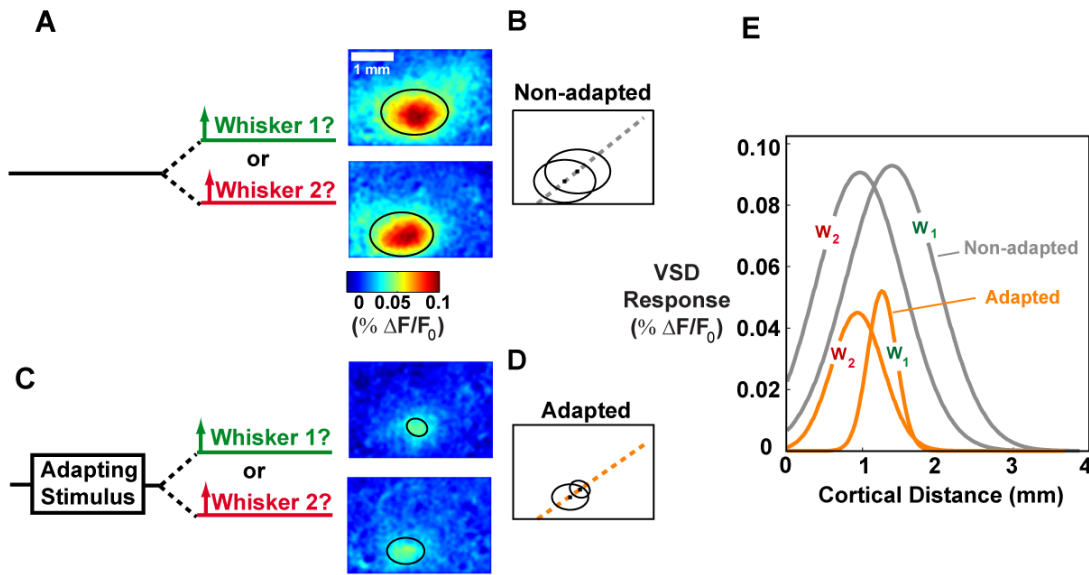 A
1 mm
Whisker 1?
or
Whisker 2?
0 0.05 0.1
(% ΔF/F0)
B
Non-adapted
C
Adapting
Stimulus
Whisker 1?
or
Whisker 2?
D
Adapted
E
VSD
Response
(% ΔF/F0)
0.10
0.08
0.06
0.04
0.02
0
W2
W1
Non-adapted
Adapted
W2
W1
0 1 2 3 4
Cortical Distance (mm)